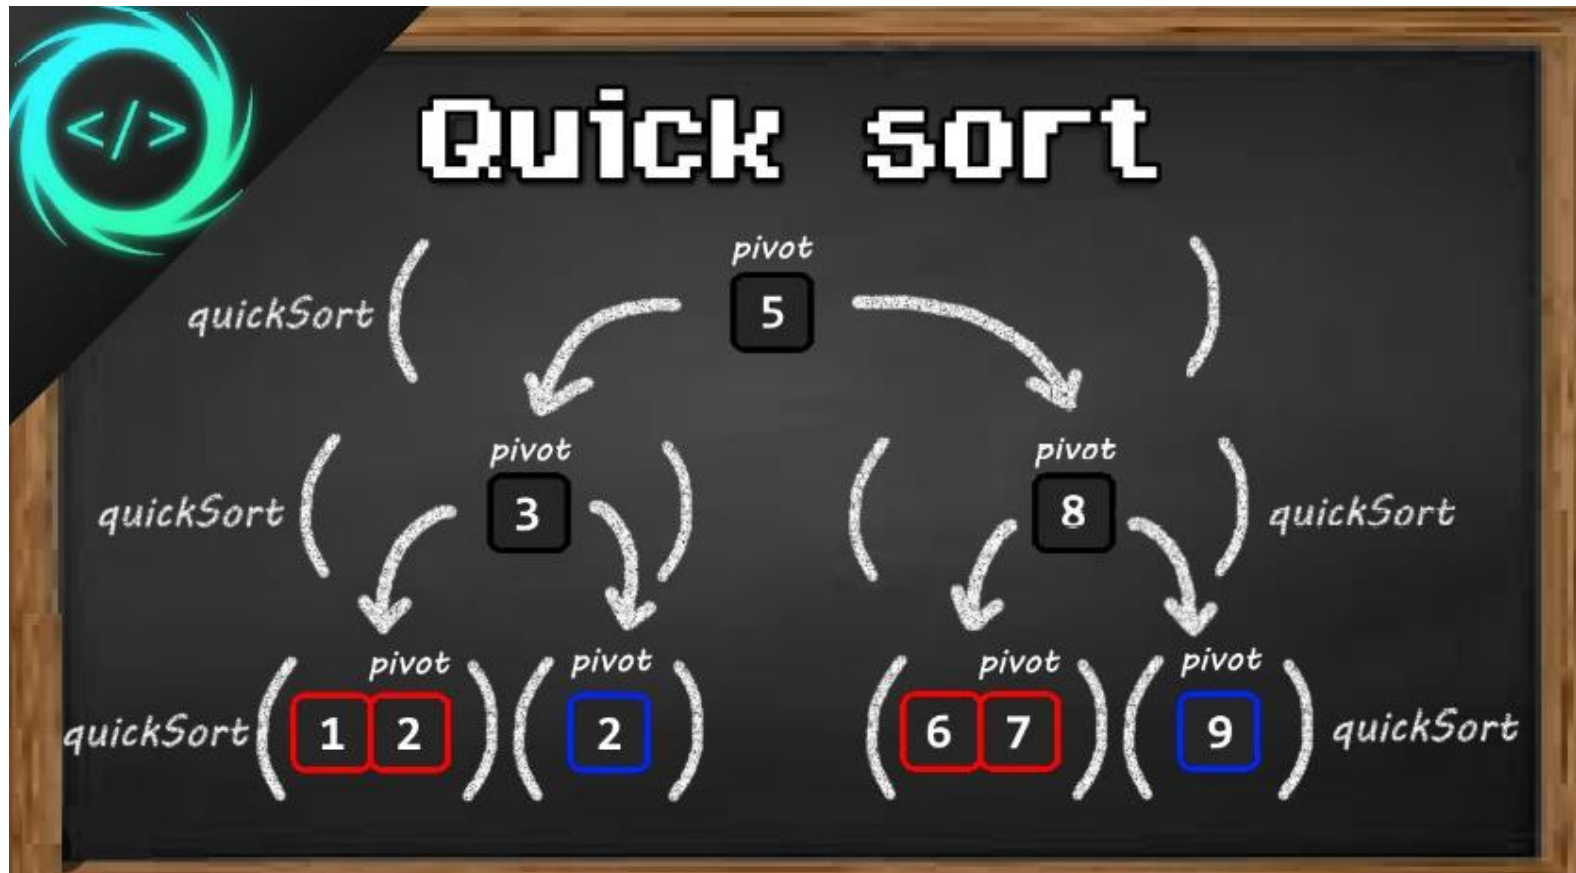 </>
Quick sort
pivot
quickSort ( 5 )
pivot pivot
quickSort ( 3 ) ( 8 ) quickSort
pivot pivot pivot pivot
quickSort ( 1 2 ) ( 2 ) ( 6 7 ) ( 9 ) quickSort